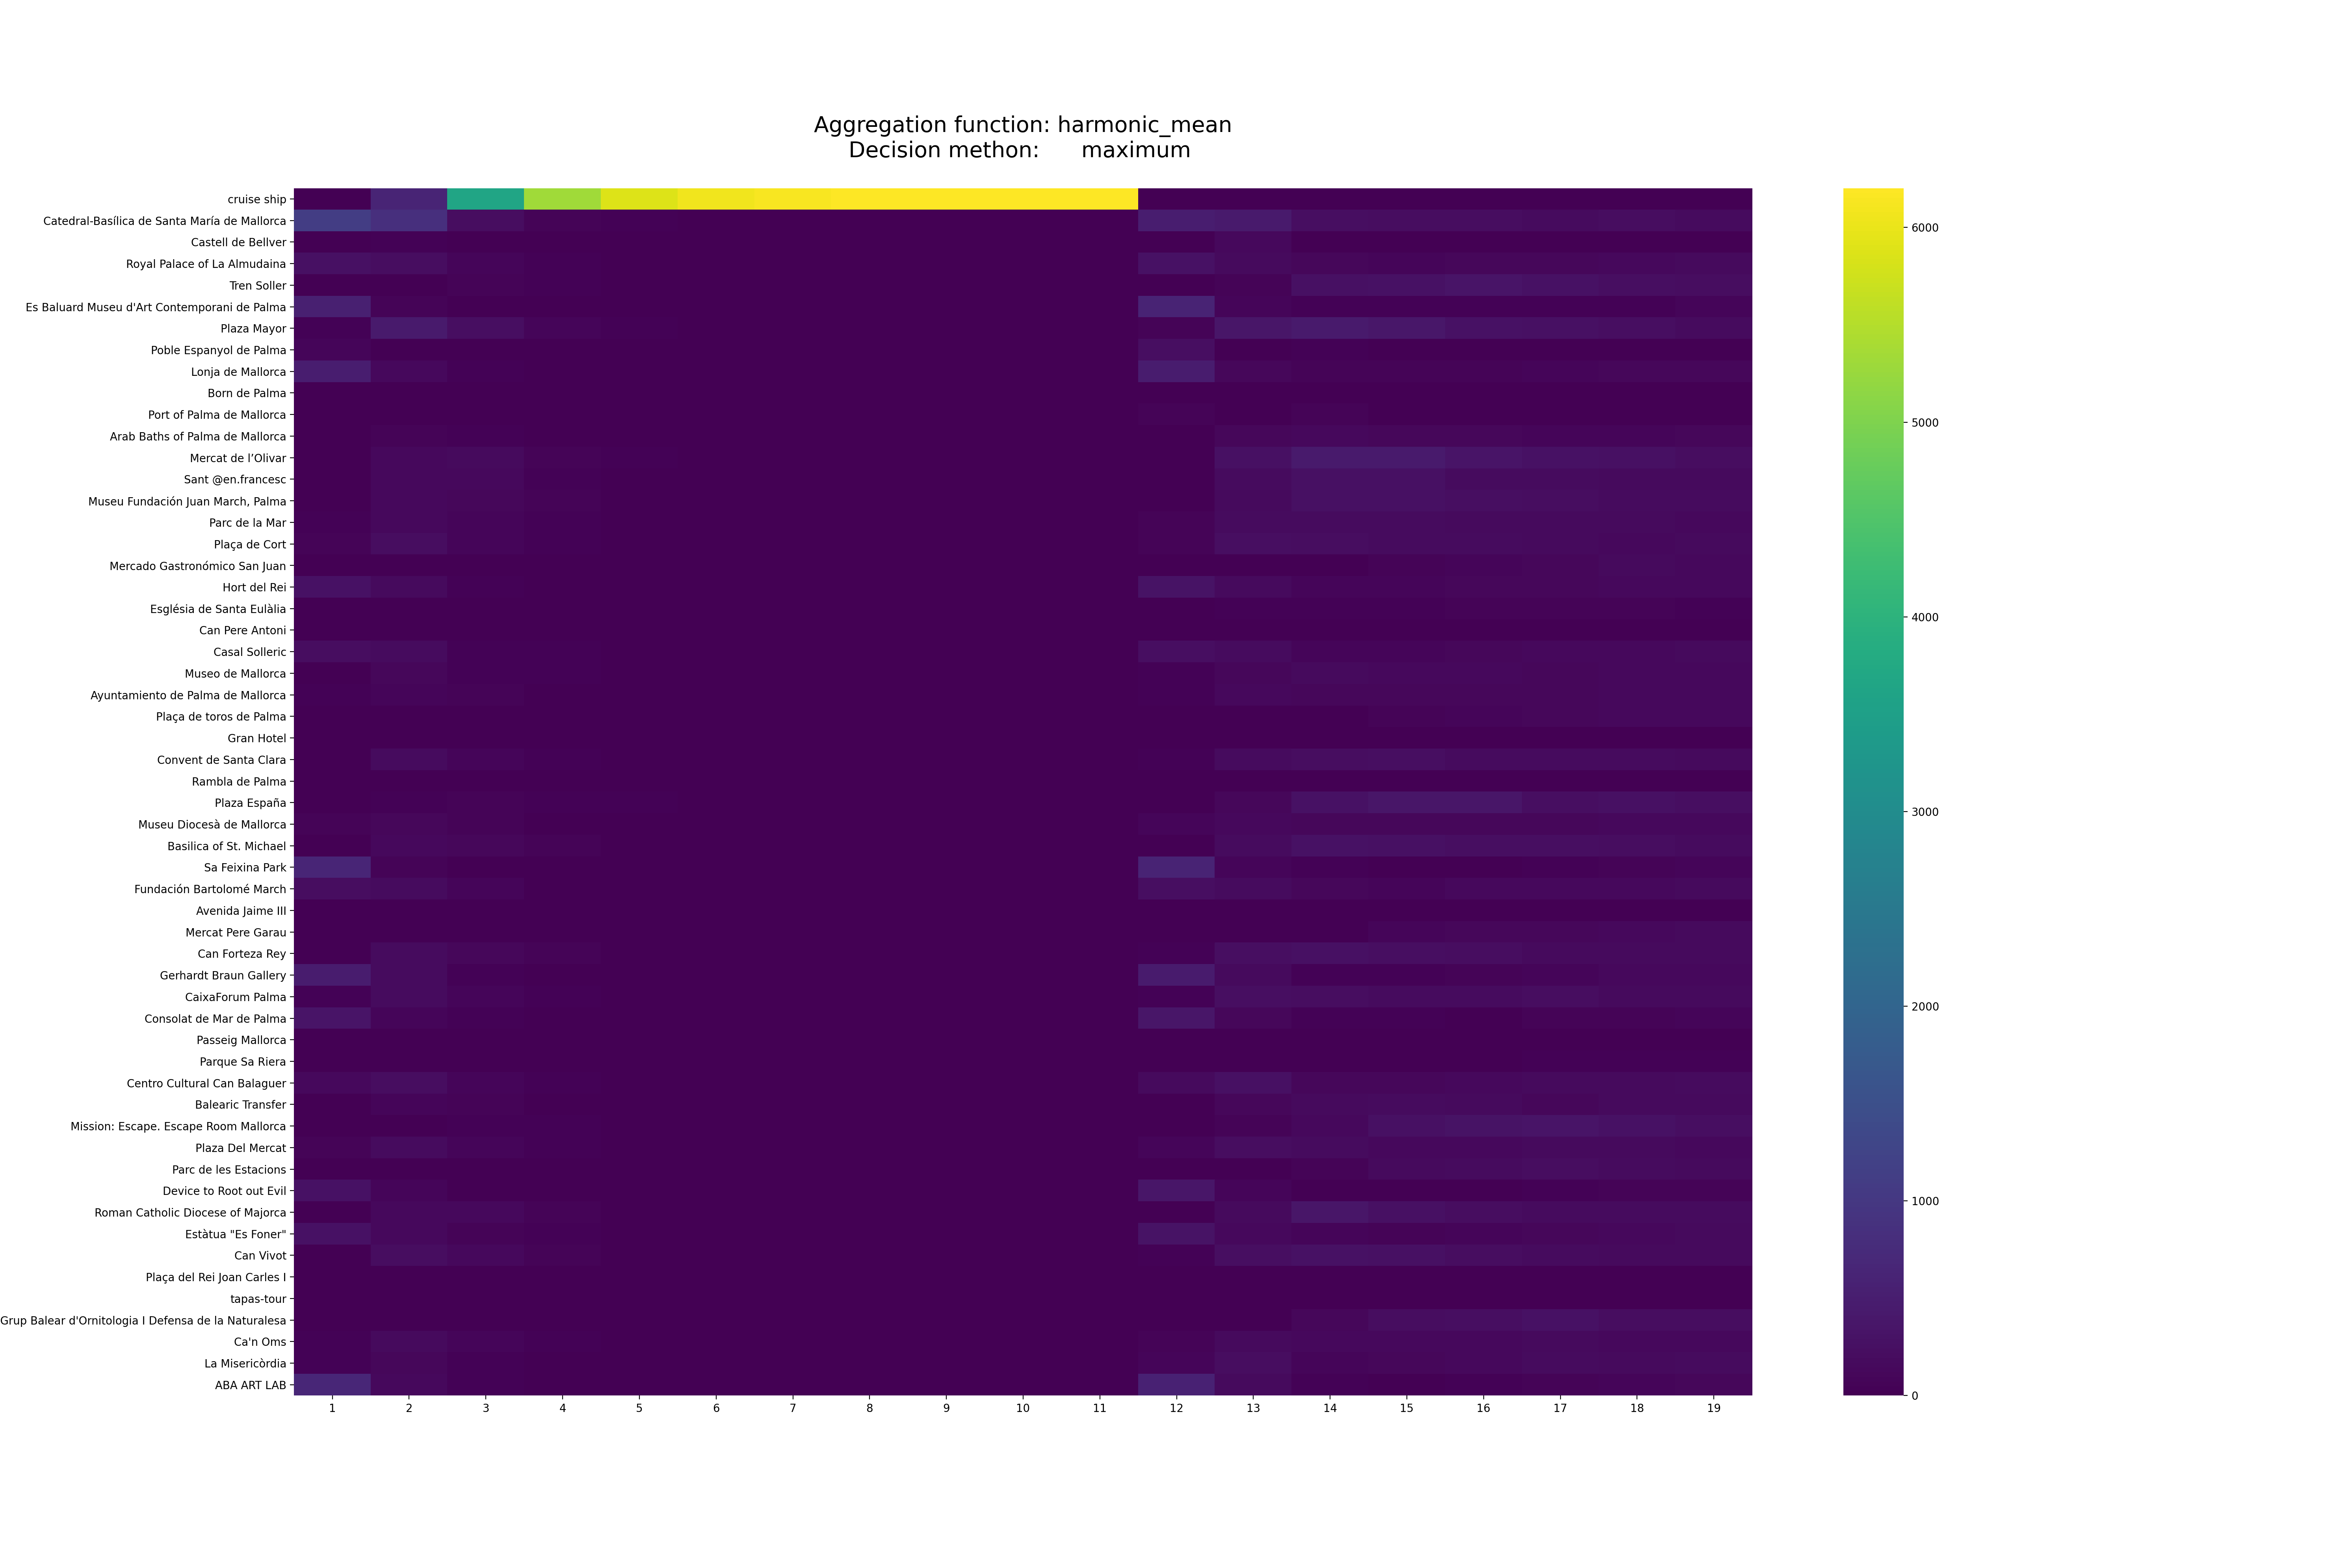 Aggregation function: harmonic_mean
Decision methon:      maximum
cruise ship
Catedral-Basílica de Santa María de Mallorca
Castell de Bellver
Royal Palace of La Almudaina
Tren Soller
Es Baluard Museu d'Art Contemporani de Palma
Plaza Mayor
Poble Espanyol de Palma
Lonja de Mallorca
Born de Palma
Port of Palma de Mallorca
Arab Baths of Palma de Mallorca
Mercat de l’Olivar
Sant @en.francesc
Museu Fundación Juan March, Palma
Parc de la Mar
Plaça de Cort
Mercado Gastronómico San Juan
Hort del Rei
Església de Santa Eulàlia
Can Pere Antoni
Casal Solleric
Museo de Mallorca
Ayuntamiento de Palma de Mallorca
Plaça de toros de Palma
Gran Hotel
Convent de Santa Clara
Rambla de Palma
Plaza España
Museu Diocesà de Mallorca
Basilica of St. Michael
Sa Feixina Park
Fundación Bartolomé March
Avenida Jaime III
Mercat Pere Garau
Can Forteza Rey
Gerhardt Braun Gallery
CaixaForum Palma
Consolat de Mar de Palma
Passeig Mallorca
Parque Sa Riera
Centro Cultural Can Balaguer
Balearic Transfer
Mission: Escape. Escape Room Mallorca
Plaza Del Mercat
Parc de les Estacions
Device to Root out Evil
Roman Catholic Diocese of Majorca
Estàtua "Es Foner"
Can Vivot
Plaça del Rei Joan Carles I
tapas-tour
Grup Balear d'Ornitologia I Defensa de la Naturalesa
Ca'n Oms
La Misericòrdia
ABA ART LAB
1 2 3 4 5 6 7 8 9 10 11 12 13 14 15 16 17 18 19
6000
5000
4000
3000
2000
1000
0